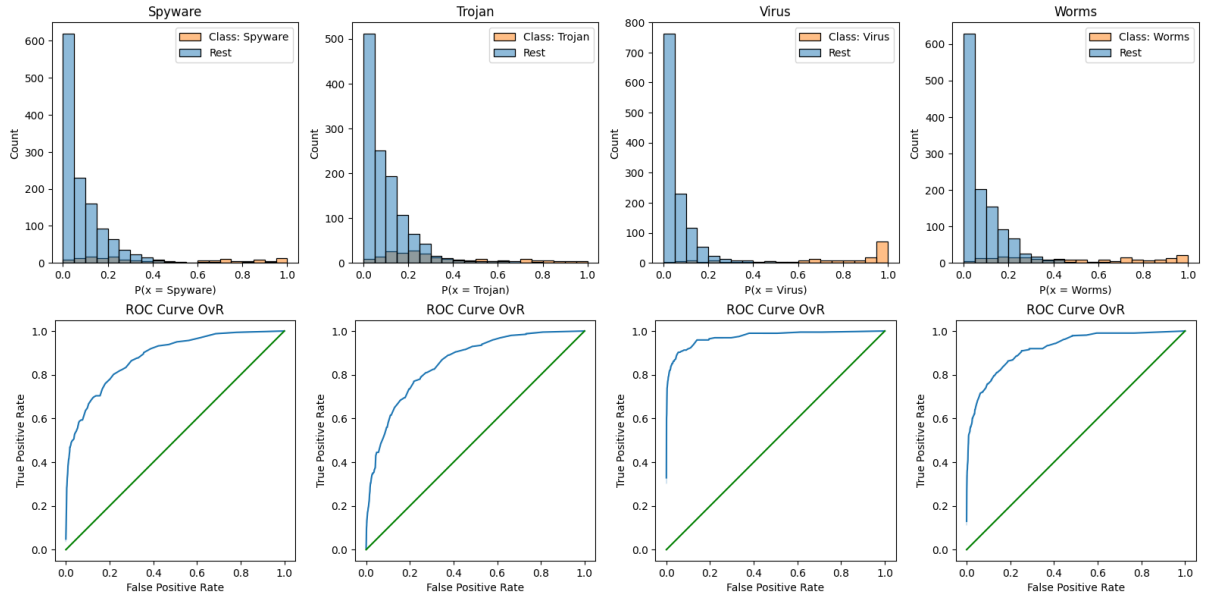 Spyware
Count
600
500
400
300
200
100
0
Class: Spyware
Rest
0.0 0.2 0.4 0.6 0.8 1.0
P(x = Spyware)
Trojan
Count
500
400
300
200
100
0
Class: Trojan
Rest
0.0 0.2 0.4 0.6 0.8 1.0
P(x = Trojan)
Virus
Count
800
700
600
500
400
300
200
100
0
Class: Virus
Rest
0.0 0.2 0.4 0.6 0.8 1.0
P(x = Virus)
Worms
Count
600
500
400
300
200
100
0
Class: Worms
Rest
0.0 0.2 0.4 0.6 0.8 1.0
P(x = Worms)
ROC Curve OvR
True Positive Rate
1.0
0.8
0.6
0.4
0.2
0.0
0.0 0.2 0.4 0.6 0.8 1.0
False Positive Rate
ROC Curve OvR
True Positive Rate
1.0
0.8
0.6
0.4
0.2
0.0
0.0 0.2 0.4 0.6 0.8 1.0
False Positive Rate
ROC Curve OvR
True Positive Rate
1.0
0.8
0.6
0.4
0.2
0.0
0.0 0.2 0.4 0.6 0.8 1.0
False Positive Rate
ROC Curve OvR
True Positive Rate
1.0
0.8
0.6
0.4
0.2
0.0
0.0 0.2 0.4 0.6 0.8 1.0
False Positive Rate